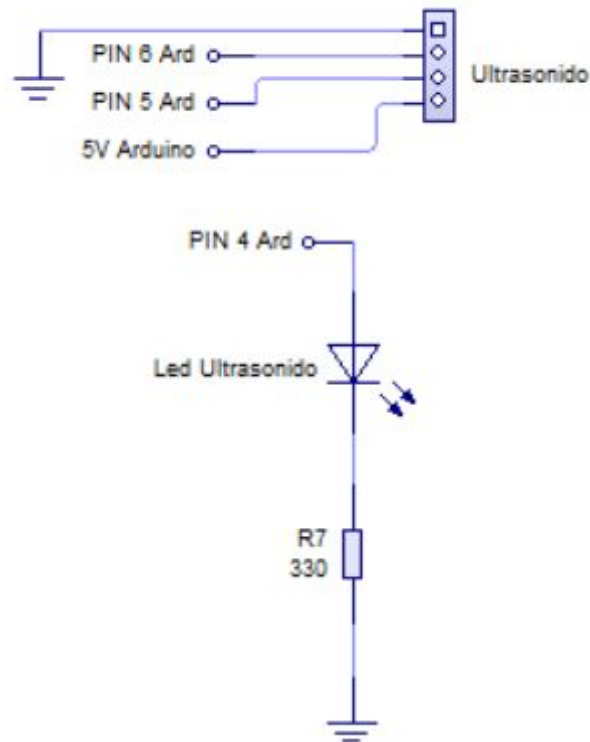 PIN 6 Ard
Ultrasonido
PIN 5 Ard
5V Arduino
PIN 4 Ard
Led Ultrasonido
R7
330